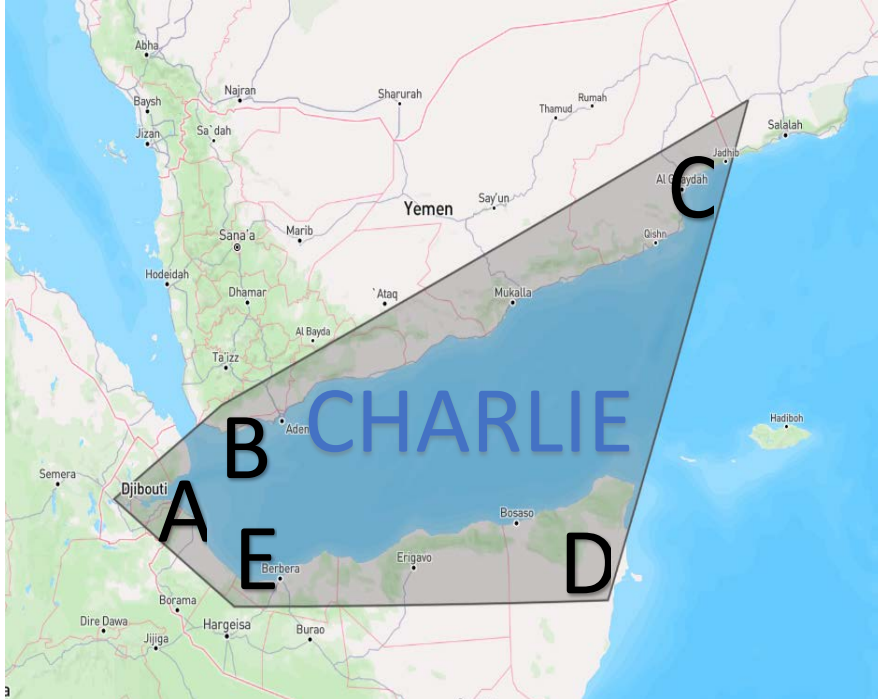 Abha
Najran
Sharurah
Baysh
Rumah
Thamud
Jizan
Sa`dah
Salalah
Jadhib
C
Al Ghaydah
Say'un
Yemen
Marib
Sana'a
Qishn
Hodeidah
Dhamar
`Ataq
Mukalla
Al Bayda
Ta'izz
CHARLIE
Hadiboh
Aden
B
Semera
Djibouti
A
Bosaso
E
D
Erigavo
Berbera
Borama
Dire Dawa
Hargeisa
Burao
Jijiga
a